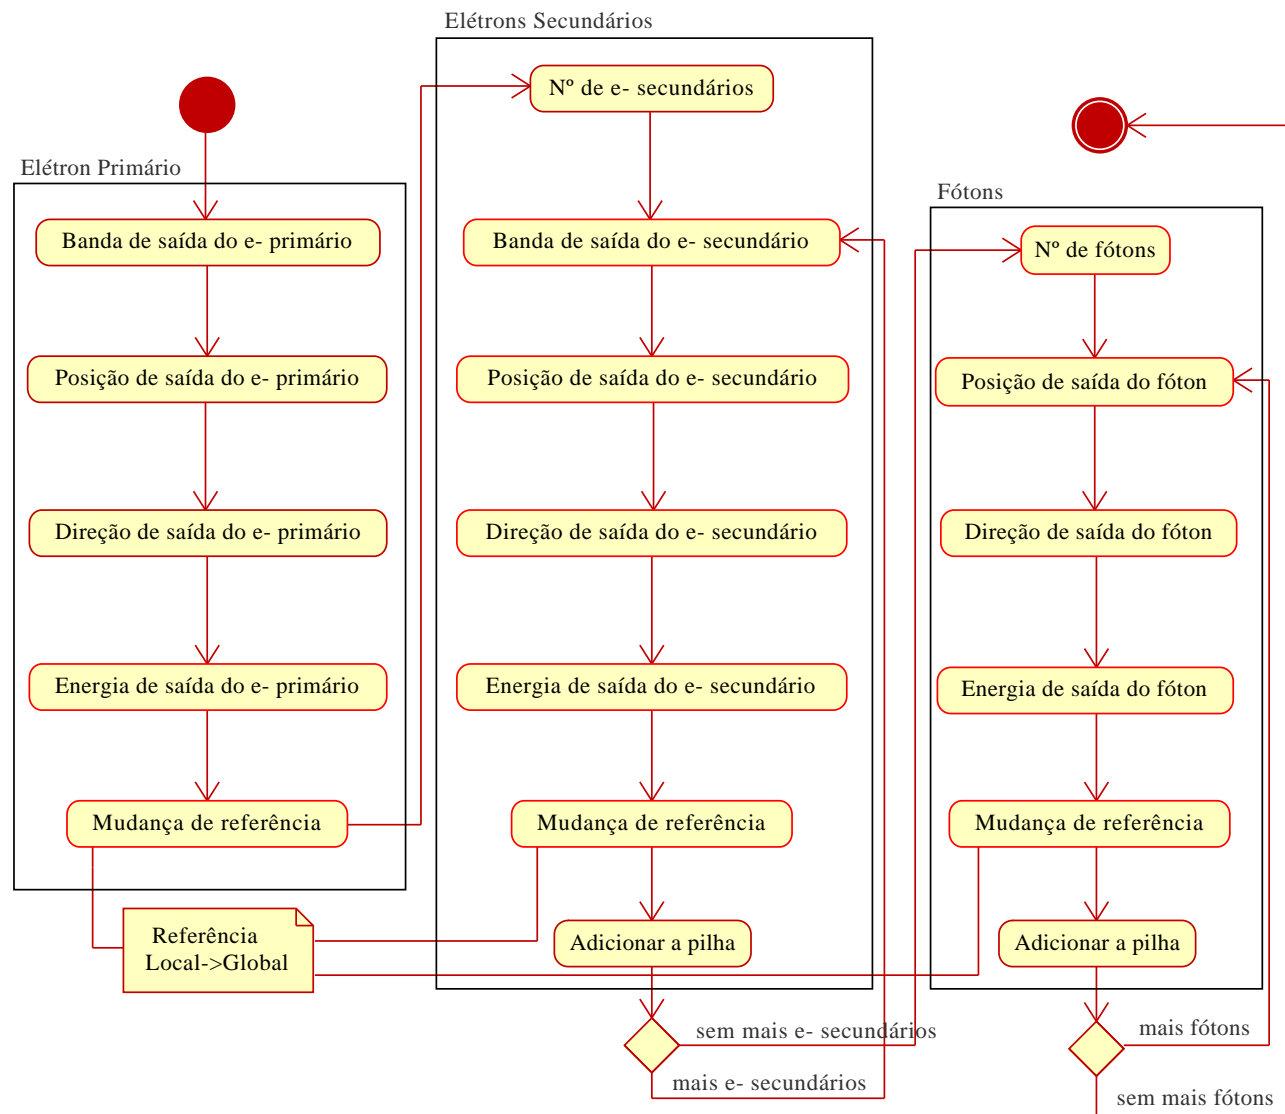 Elétron Primário
Banda de saída do e- primário
Posição de saída do e- primário
Direção de saída do e- primário
Energia de saída do e- primário
Mudança de referência
Referência
Local->Global
Elétrons Secundários
Nº de e- secundários
Banda de saída do e- secundário
Posição de saída do e- secundário
Direção de saída do e- secundário
Energia de saída do e- secundário
Mudança de referência
Adicionar a pilha
sem mais e- secundários
mais e- secundários
Fótons
Nº de fótons
Posição de saída do fóton
Direção de saída do fóton
Energia de saída do fóton
Mudança de referência
Adicionar a pilha
mais fótons
sem mais fótons